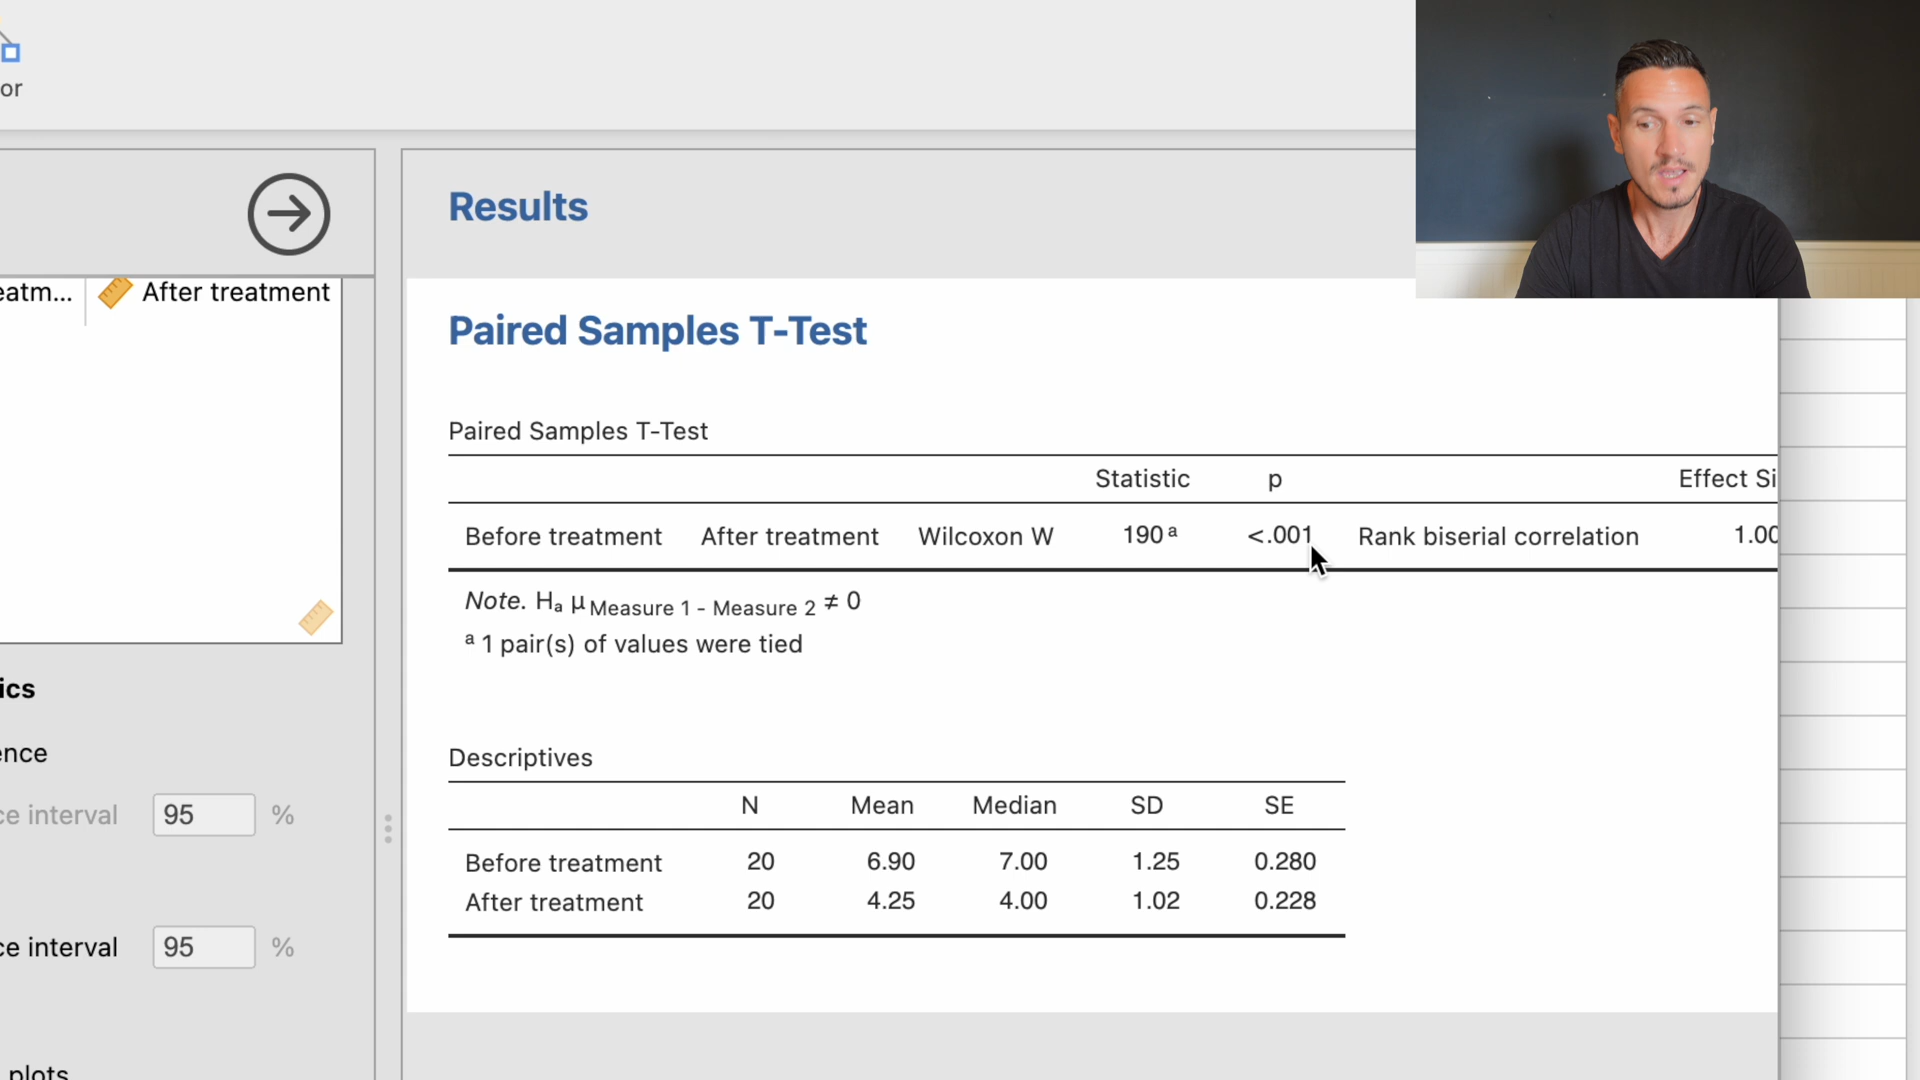 or
Results
eatm... After treatment
Paired Samples T-Test
Paired Samples T-Test
Statistic p Effect Si
Before treatment After treatment Wilcoxon W 190 a <.001 Rank biserial correlation 1.00
Note. Hₐ μ Measure 1 - Measure 2 ≠ 0
a 1 pair(s) of values were tied
ics
ence
ce interval 95 %
ce interval 95 %
plots
Descriptives
N Mean Median SD SE
Before treatment 20 6.90 7.00 1.25 0.280
After treatment 20 4.25 4.00 1.02 0.228